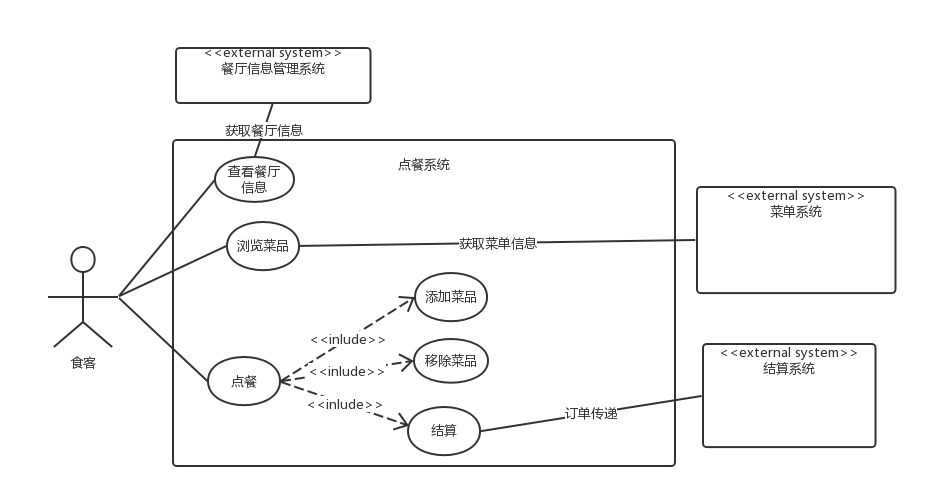 <<external system>>
餐厅信息管理系统
获取餐厅信息
点餐系统
查看餐厅
信息
<<external system>>
菜单系统
浏览菜品
获取菜单信息
添加菜品
<<inlude>>
食客
点餐
<<inlude>>
移除菜品
<<external system>>
结算系统
<<inlude>>
结算
订单传递